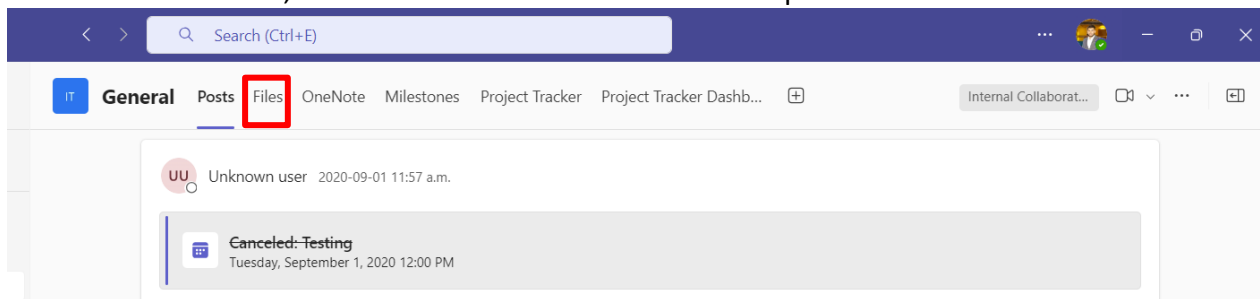 Search (Ctrl+E)
IT General Posts Files OneNote Milestones Project Tracker Project Tracker Dashb... Internal Collaborat...
UU Unknown user 2020-09-01 11:57 a.m.
Canceled: Testing
Tuesday, September 1, 2020 12:00 PM